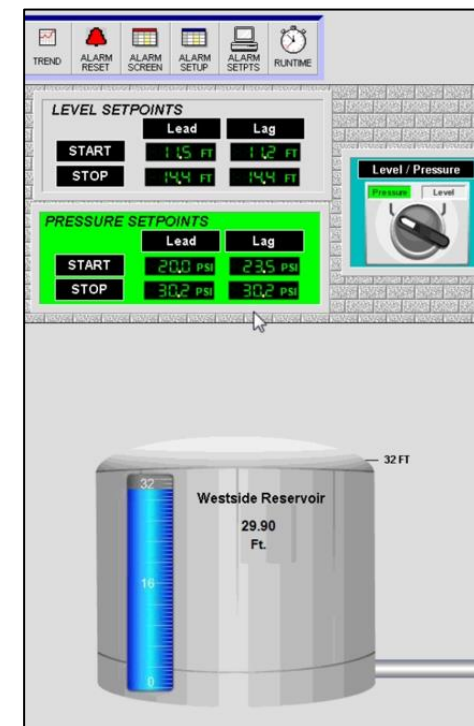 TREND
ALARM RESET
ALARM SCREEN
ALARM SETUP
ALARM SETPTS
RUNTIME
LEVEL SETPOINTS
Lead Lag
START 11.5 FT 11.2 FT
STOP 14.4 FT 14.4 FT
Level / Pressure
Pressure Level
PRESSURE SETPOINTS
Lead Lag
START 20.0 PSI 23.5 PSI
STOP 30.2 PSI 30.2 PSI
32 FT
32
Westside Reservoir
29.90
Ft.
16
0